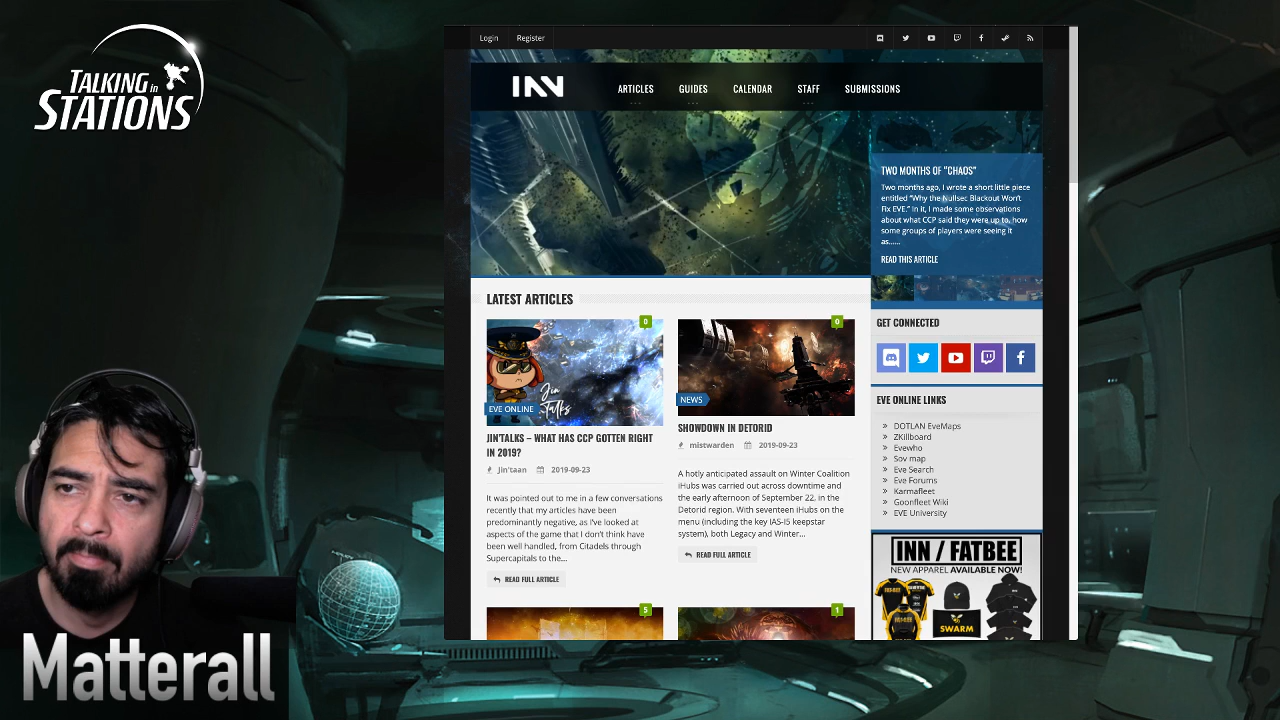 TALKING in
STATIONS
Login Register
INN
ARTICLES GUIDES CALENDAR STAFF SUBMISSIONS
TWO MONTHS OF "CHAOS"
Two months ago, I wrote a short little piece
entitled "Why the Nullsec Blackout Won't
Fix EVE." In it, I made some observations
about what CCP said they were up to, how
some groups of players were seeing it
as......
READ THIS ARTICLE
LATEST ARTICLES
0
Jin
Talks
EVE ONLINE
JIN'TALKS – WHAT HAS CCP GOTTEN RIGHT
IN 2019?
Jin'taan 2019-09-23
It was pointed out to me in a few conversations
recently that my articles have been
predominantly negative, as I've looked at
aspects of the game that I don't think have
been well handled, from Citadels through
Supercapitals to the...
READ FULL ARTICLE
0
NEWS
SHOWDOWN IN DETORID
mistwarden 2019-09-23
A hotly anticipated assault on Winter Coalition
iHubs was carried out across downtime and
the early afternoon of September 22, in the
Detorid region. With seventeen iHubs on the
menu (including the key IAS-I5 keepstar
system), both Legacy and Winter...
READ FULL ARTICLE
5
1
GET CONNECTED
f
EVE ONLINE LINKS
» DOTLAN EveMaps
» ZKillboard
» Evewho
» Sov map
» Eve Search
» Eve Forums
» Karmafleet
» Goonfleet Wiki
» EVE University
INN / FATBEE
NEW APPAREL AVAILABLE NOW!
SWARM
Matterall